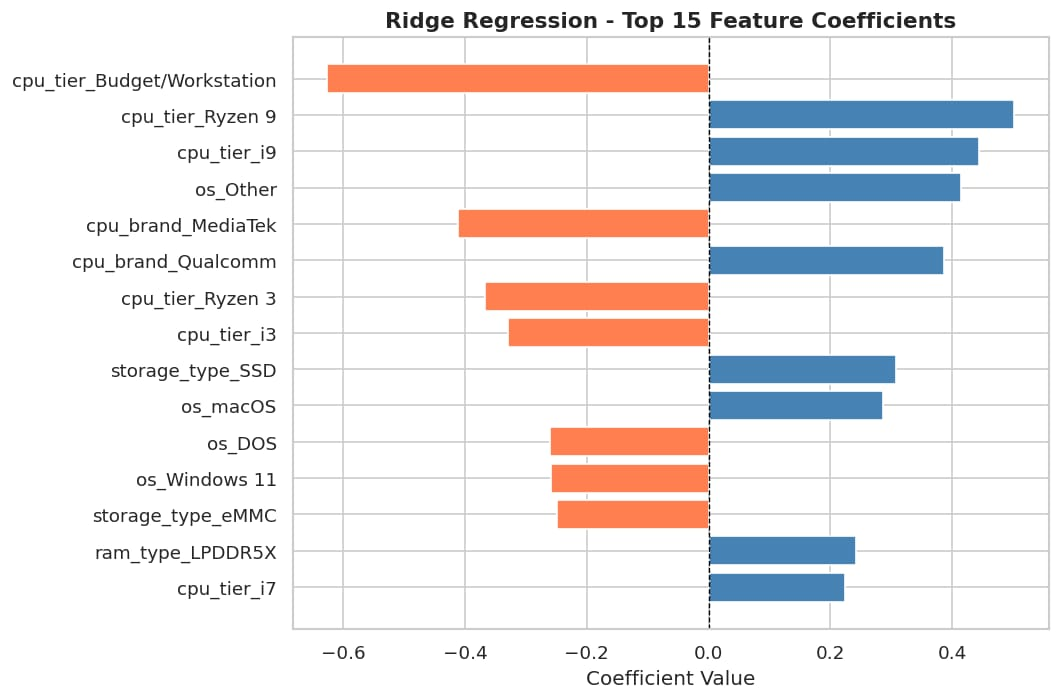 Ridge Regression - Top 15 Feature Coefficients
cpu_tier_Budget/Workstation
cpu_tier_Ryzen 9
cpu_tier_i9
os_Other
cpu_brand_MediaTek
cpu_brand_Qualcomm
cpu_tier_Ryzen 3
cpu_tier_i3
storage_type_SSD
os_macOS
os_DOS
os_Windows 11
storage_type_eMMC
ram_type_LPDDR5X
cpu_tier_i7
−0.6 −0.4 −0.2 0.0 0.2 0.4
Coefficient Value